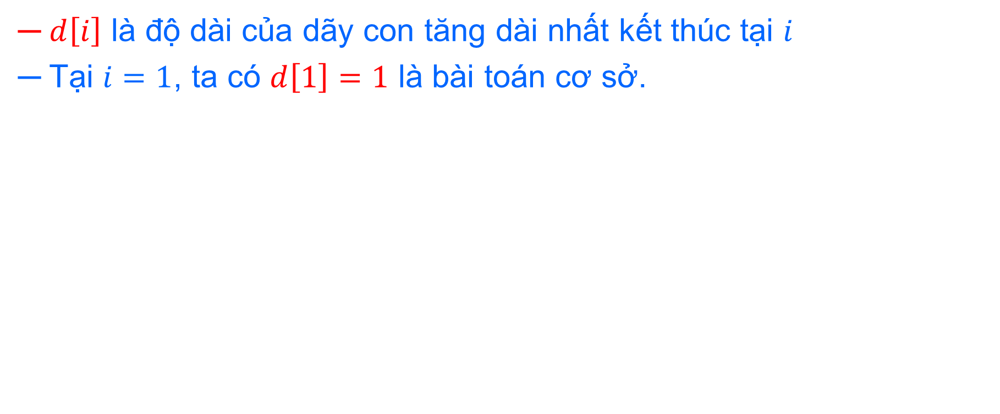 — d[i] là độ dài của dãy con tăng dài nhất kết thúc tại i
— Tại i = 1, ta có d[1] = 1 là bài toán cơ sở.